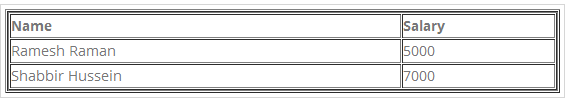 Name Salary
Ramesh Raman 5000
Shabbir Hussein 7000